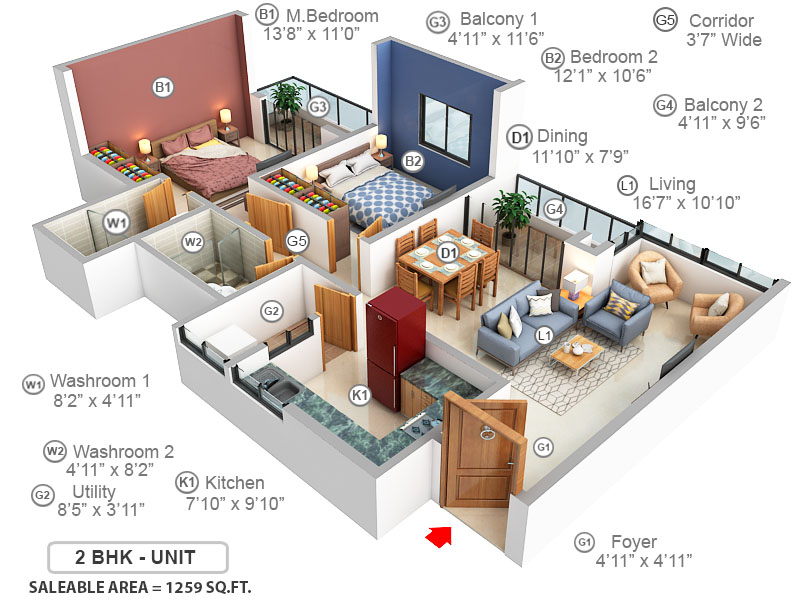 B1 M.Bedroom
13’8” x 11’0”
G3 Balcony 1
4’11” x 11’6”
G5 Corridor
3’7” Wide
B2 Bedroom 2
12’1” x 10’6”
G4 Balcony 2
4’11” x 9’6”
D1 Dining
11’10” x 7’9”
L1 Living
16’7” x 10’10”
B1
G3
B2
W1
W2
G5
G4
D1
G2
L1
K1
G1
W1 Washroom 1
8’2” x 4’11”
W2 Washroom 2
4’11” x 8’2”
G2 Utility
8’5” x 3’11”
K1 Kitchen
7’10” x 9’10”
G1 Foyer
4’11” x 4’11”
2 BHK - UNIT
SALEABLE AREA = 1259 SQ.FT.